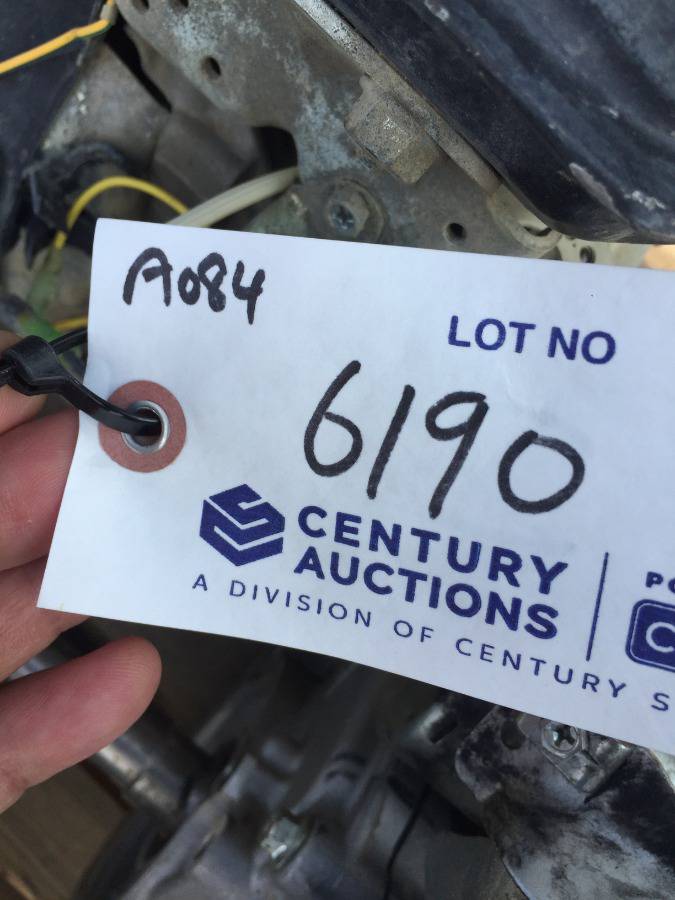 A084
LOT NO
6190
CENTURY
AUCTIONS
A DIVISION OF CENTURY